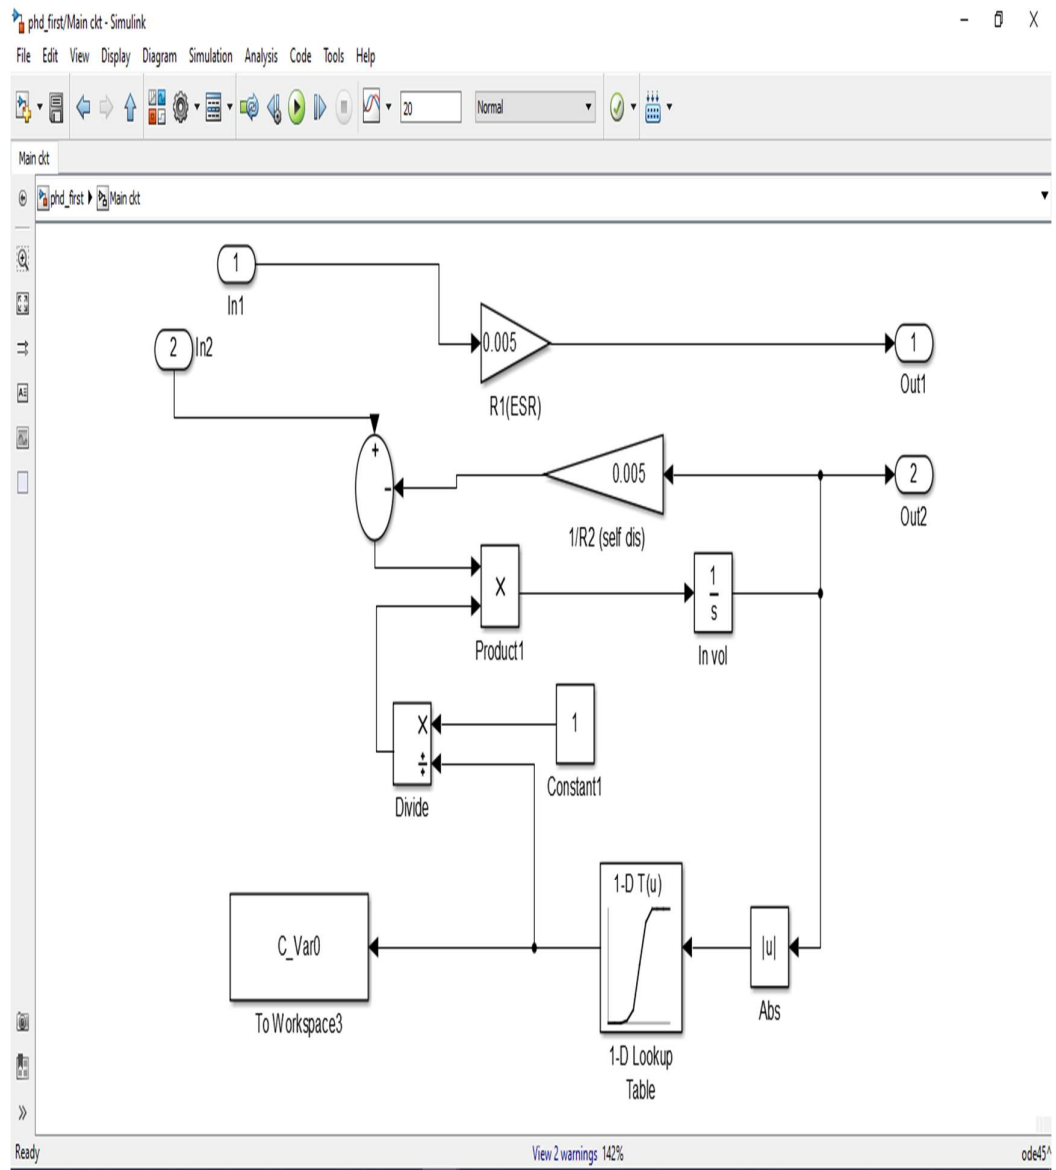 phd_first/Main ckt - Simulink
File Edit View Display Diagram Simulation Analysis Code Tools Help
20 Normal
Main ckt
phd_first Main ckt
1
In1
2 In2
0.005
R1(ESR)
1
Out1
+
-
0.005
1/R2 (self dis)
2
Out2
×
Product1
1
s
In vol
×
÷
Divide
1
Constant1
C_Var0
To Workspace3
1-D T(u)
1-D Lookup
Table
|u|
Abs
Ready View 2 warnings 142% ode45